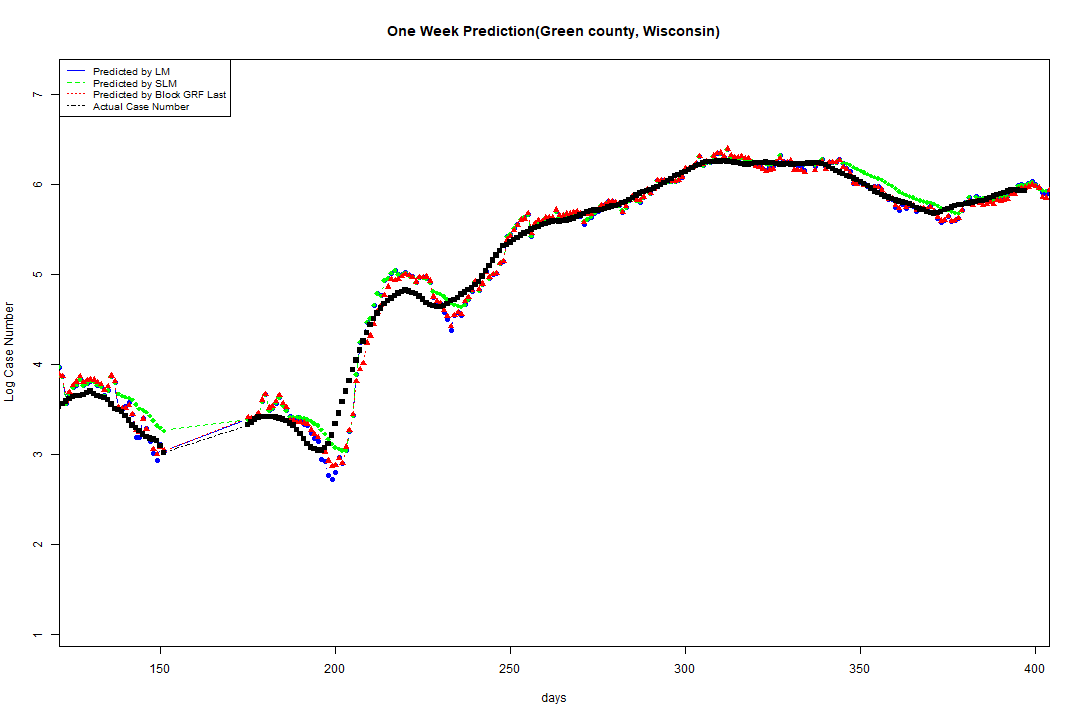 One Week Prediction(Green county, Wisconsin)
Predicted by LM
Predicted by SLM
Predicted by Block GRF Last
Actual Case Number
7
6
5
4
3
2
1
Log Case Number
150 200 250 300 350 400
days